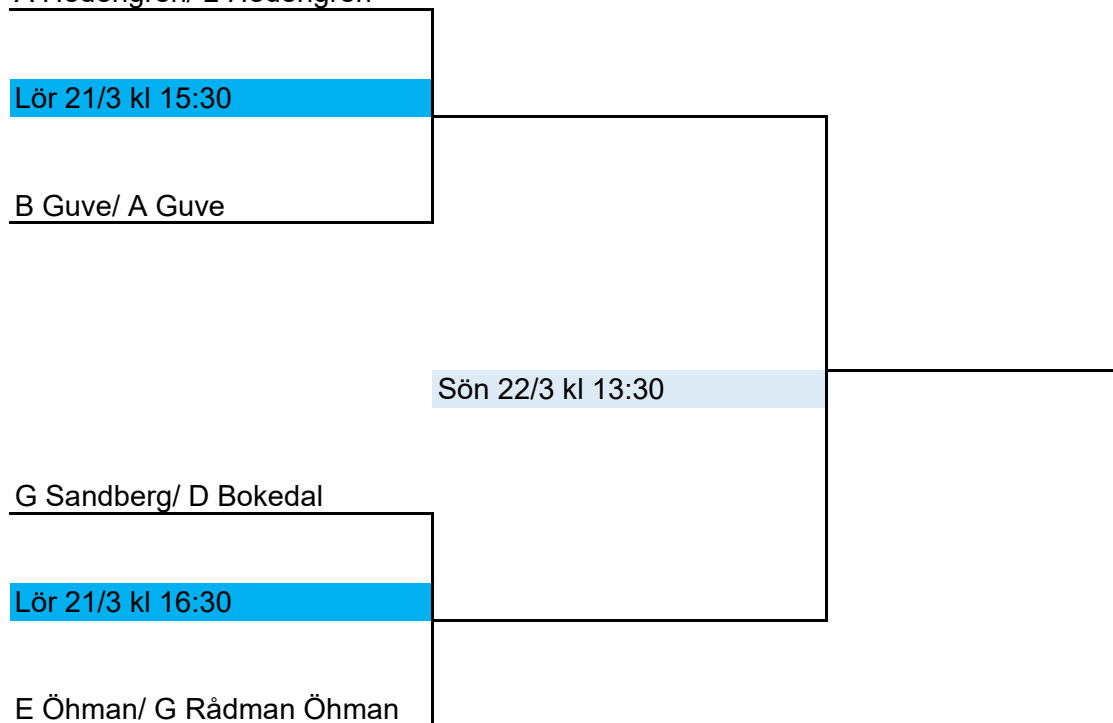 Lör 21/3 kl 15:30
B Guve/ A Guve
Sön 22/3 kl 13:30
G Sandberg/ D Bokedal
Lör 21/3 kl 16:30
E Öhman/ G Rådman Öhman